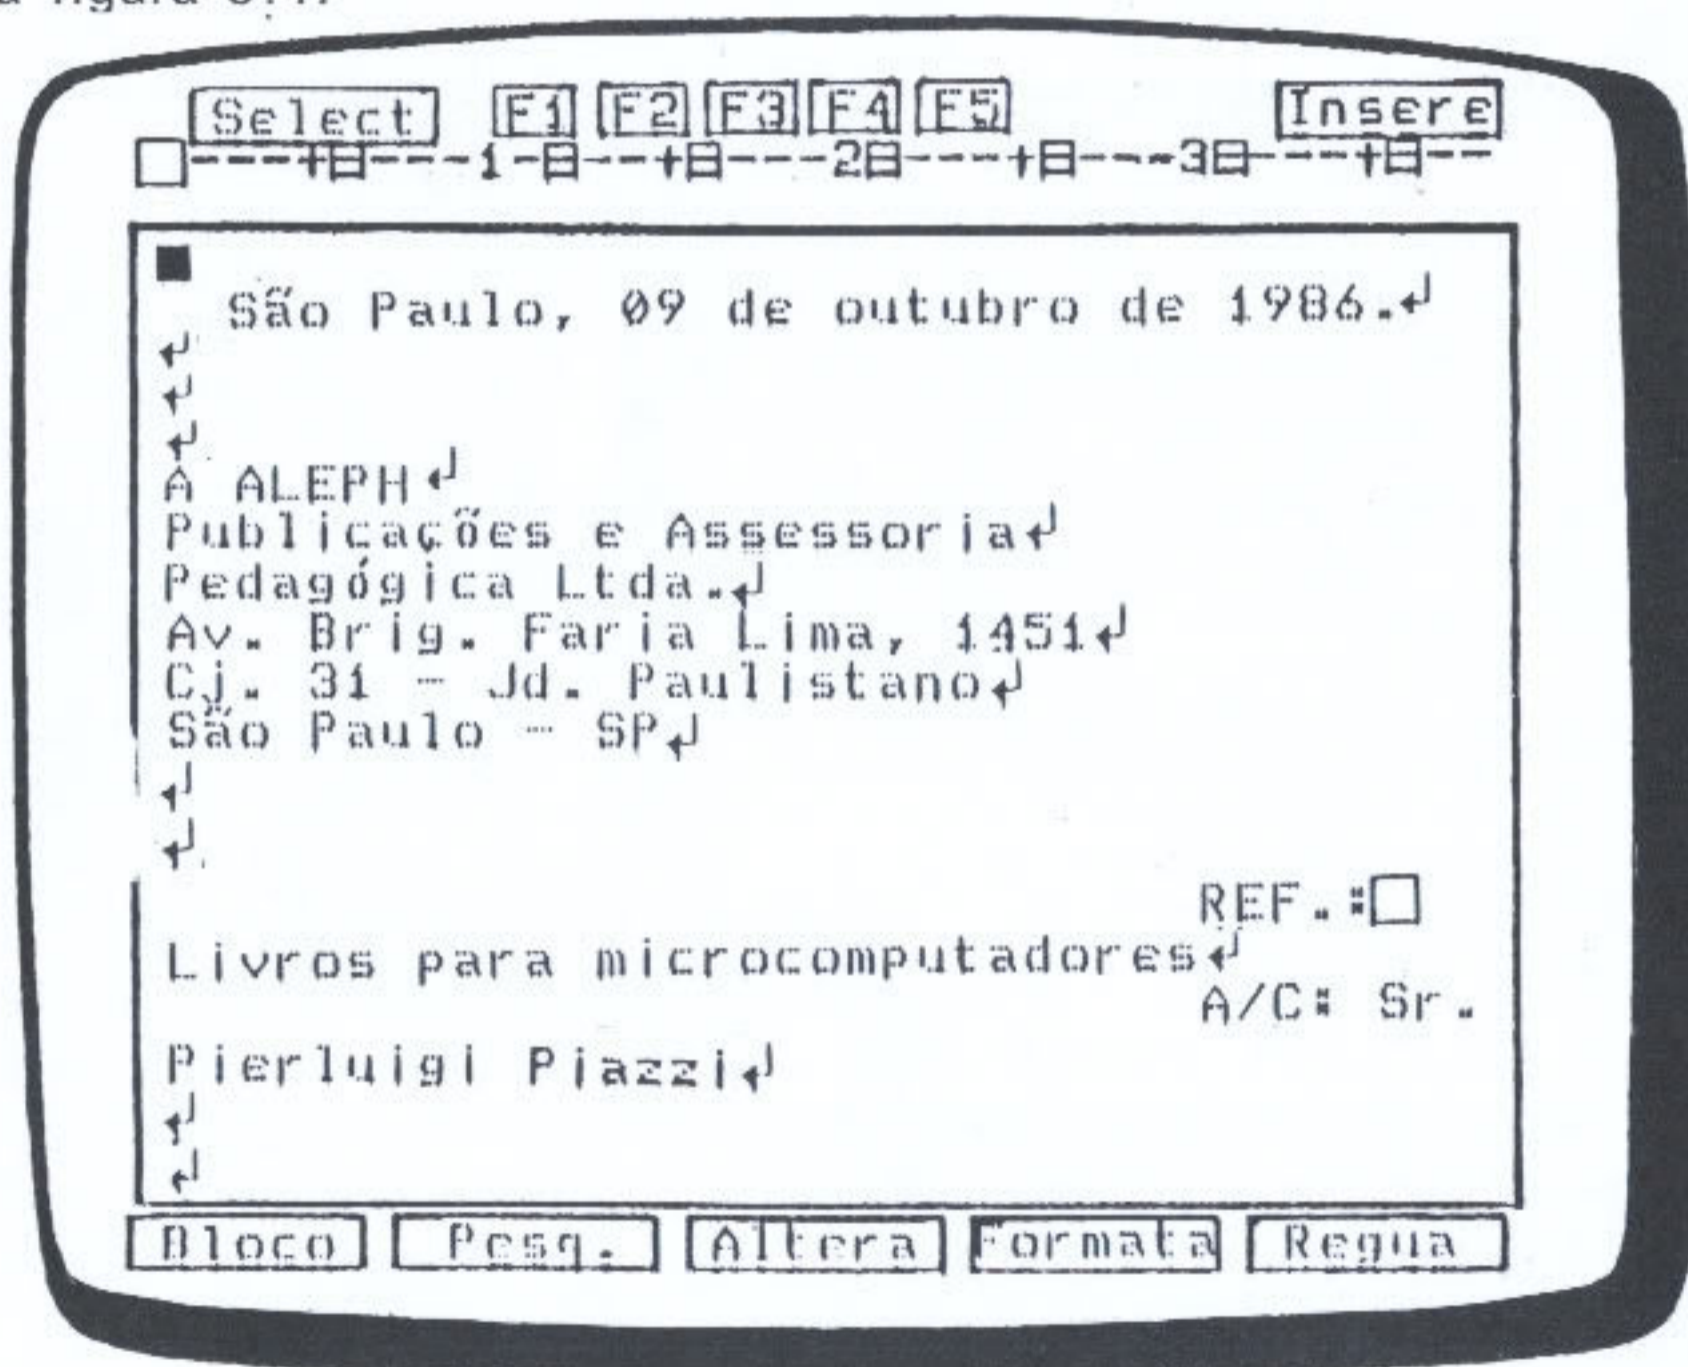 figura
Select F1 F2 F3 F4 F5 Insere
----+----1----+----2----+----3----+----
São Paulo, 09 de outubro de 1986.↵
↵
↵
↵
À ALEPH↵
Publicações e Assessoria↵
Pedagógica Ltda.↵
Av. Brig. Faria Lima, 1451↵
Cj. 31 - Jd. Paulistano↵
São Paulo - SP↵
↵
↵
REF.:
Livros para microcomputadores↵
A/C: Sr.
Pierluigi Piazzi↵
↵
↵
Bloco Pesq. Altera Formata Regua